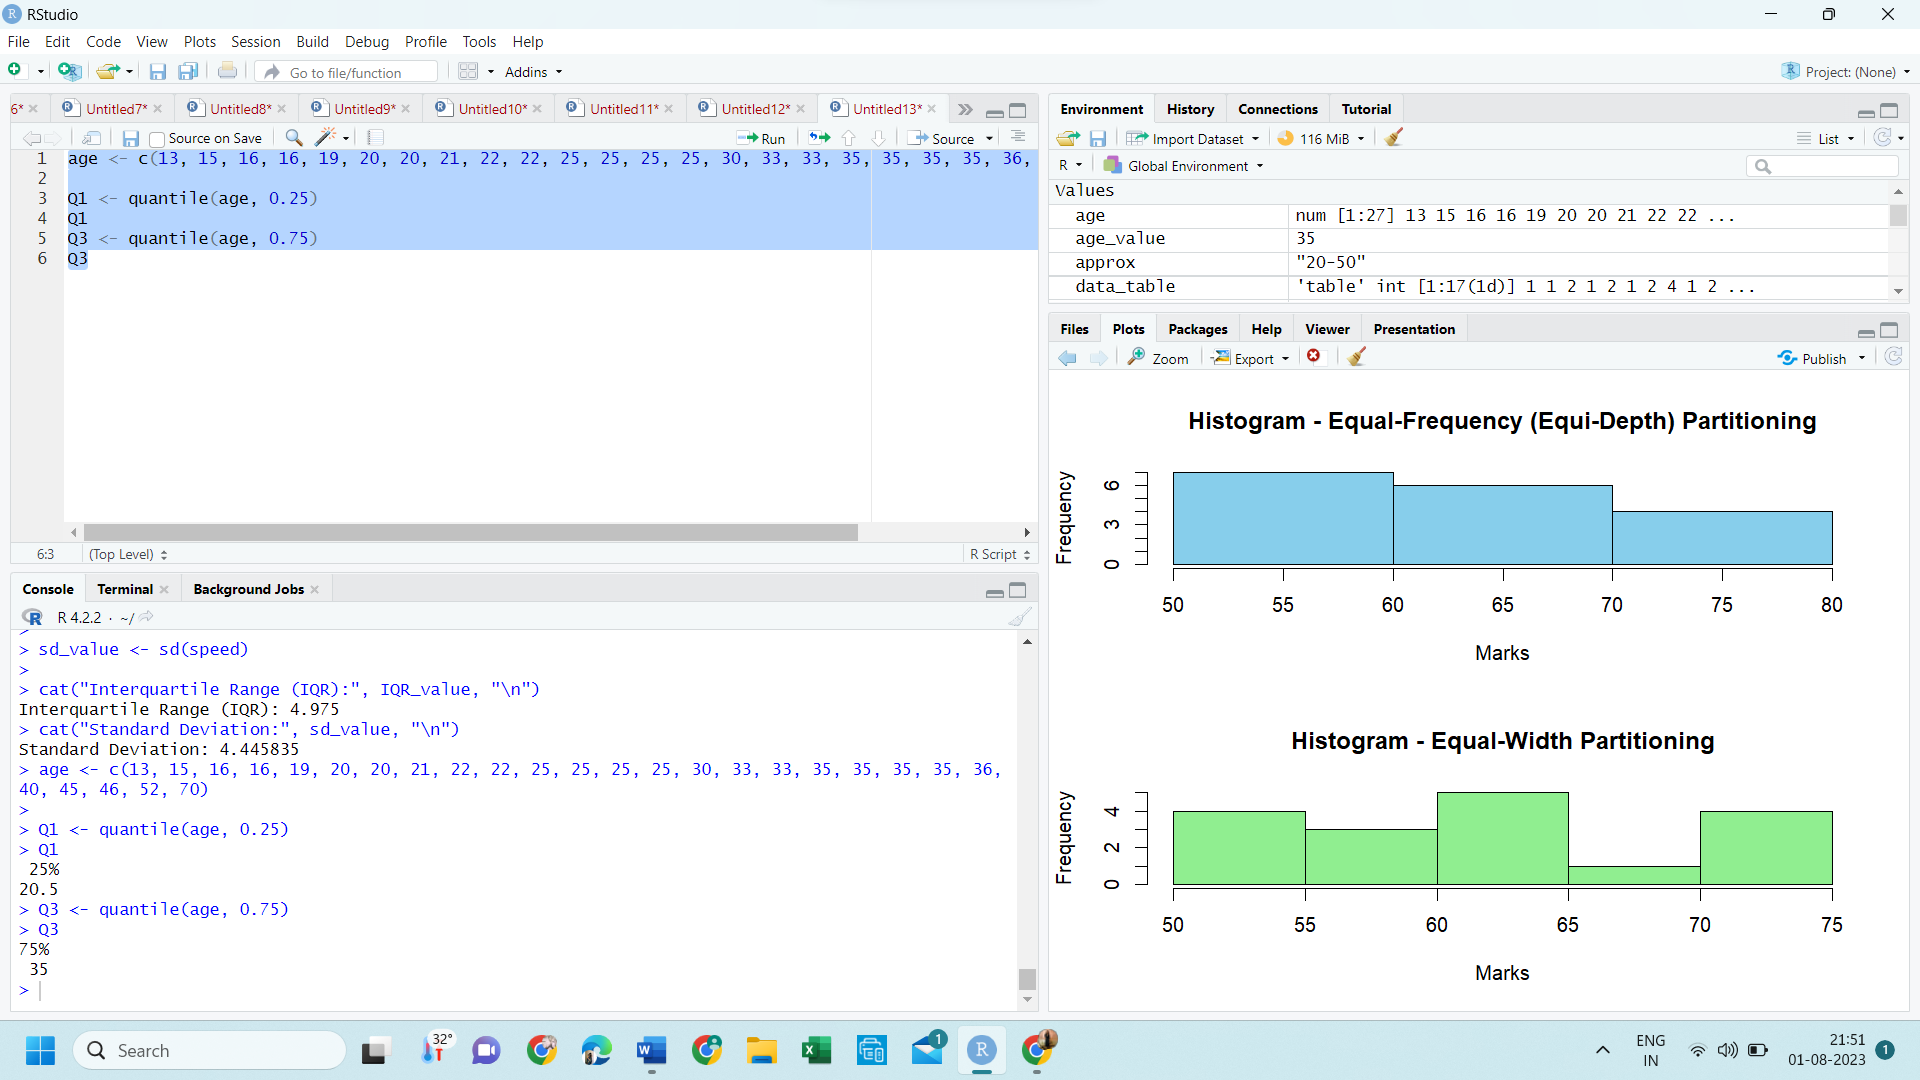 RStudio
File Edit Code View Plots Session Build Debug Profile Tools Help
Go to file/function Addins Project: (None)
6* Untitled7* Untitled8* Untitled9* Untitled10* Untitled11* Untitled12* Untitled13*
Source on Save Run Source
1 age <- c(13, 15, 16, 16, 19, 20, 20, 21, 22, 22, 25, 25, 25, 25, 30, 33, 33, 35, 35, 35, 35, 36,
2
3 Q1 <- quantile(age, 0.25)
4 Q1
5 Q3 <- quantile(age, 0.75)
6 Q3
6:3 (Top Level) R Script
Console Terminal Background Jobs
R 4.2.2 · ~/
>
> sd_value <- sd(speed)
>
> cat("Interquartile Range (IQR):", IQR_value, "\n")
Interquartile Range (IQR): 4.975
> cat("Standard Deviation:", sd_value, "\n")
Standard Deviation: 4.445835
> age <- c(13, 15, 16, 16, 19, 20, 20, 21, 22, 22, 25, 25, 25, 25, 30, 33, 33, 35, 35, 35, 35, 36,
40, 45, 46, 52, 70)
>
> Q1 <- quantile(age, 0.25)
> Q1
25%
20.5
> Q3 <- quantile(age, 0.75)
> Q3
75%
35
>
Environment History Connections Tutorial
Import Dataset 116 MiB List
R Global Environment
Values
age num [1:27] 13 15 16 16 19 20 20 21 22 22 ...
age_value 35
approx "20-50"
data_table 'table' int [1:17(1d)] 1 1 2 1 2 1 2 4 1 2 ...
Files Plots Packages Help Viewer Presentation
Zoom Export Publish
Histogram - Equal-Frequency (Equi-Depth) Partitioning
Frequency
6
3
0
50 55 60 65 70 75 80
Marks
Histogram - Equal-Width Partitioning
Frequency
4
2
0
50 55 60 65 70 75
Marks
Search
32°
1
ENG
IN
21:51
01-08-2023
1